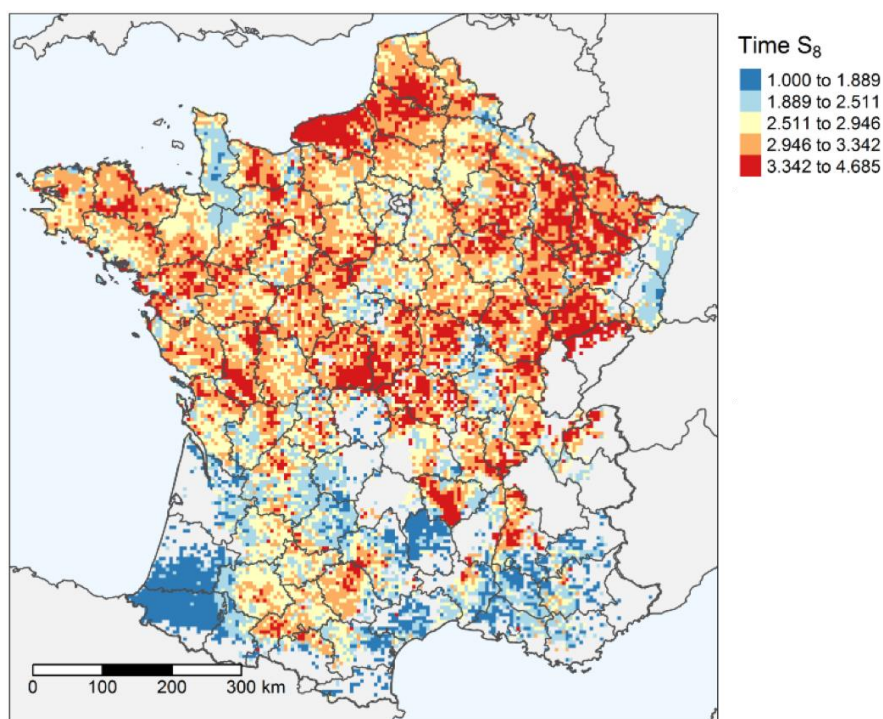 Time S₈
1.000 to 1.889
1.889 to 2.511
2.511 to 2.946
2.946 to 3.342
3.342 to 4.685
0 100 200 300 km